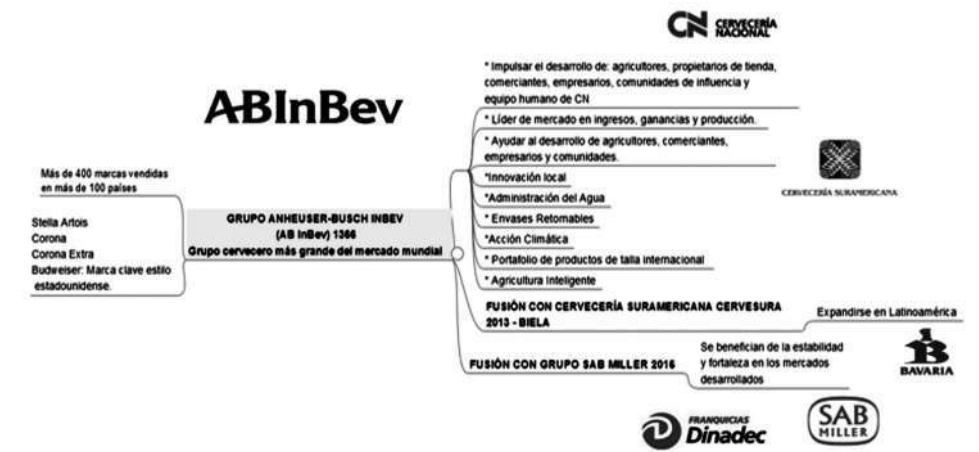 CN CERVECERÍA
NACIONAL
* Impulsar el desarrollo de: agricultores, propietarios de tienda,
comerciantes, empresarios, comunidades de influencia y
equipo humano de CN
ABInBev
* Líder de mercado en ingresos, ganancias y producción.
* Ayudar al desarrollo de agricultores, comerciantes,
empresarios y comunidades.
*Innovación local
*Administración del Agua
* Envases Retornables
*Acción Climática
* Portafolio de productos de talla internacional
* Agricultura Inteligente
CERVECERÍA SURAMERICANA
Más de 400 marcas vendidas
en más de 100 países
Stella Artois
Corona
Corona Extra
Budweiser: Marca clave estilo
estadounidense.
GRUPO ANHEUSER-BUSCH INBEV
(AB InBev) 1366
Grupo cervecero más grande del mercado mundial
FUSIÓN CON CERVECERÍA SURAMERICANA CERVESURA
2013 - BIELA
Expandirse en Latinoamérica
FUSIÓN CON GRUPO SAB MILLER 2016
Se benefician de la estabilidad
y fortaleza en los mercados
desarrollados
B
BAVARIA
FRANQUICIAS
Dinadec
SAB
MILLER